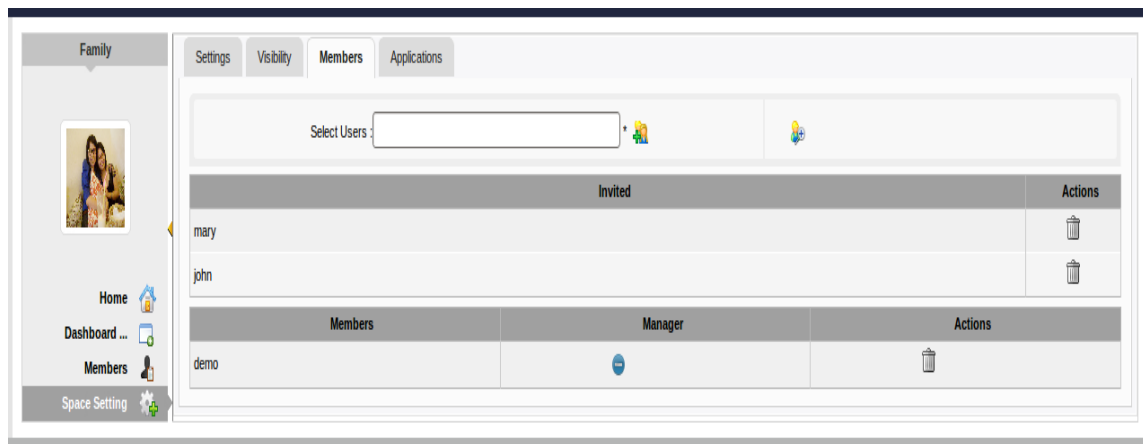 Family
Settings Visibility Members Applications
Select Users : *
Invited Actions
mary
john
Home
Dashboard ...
Members
Space Setting
Members Manager Actions
demo